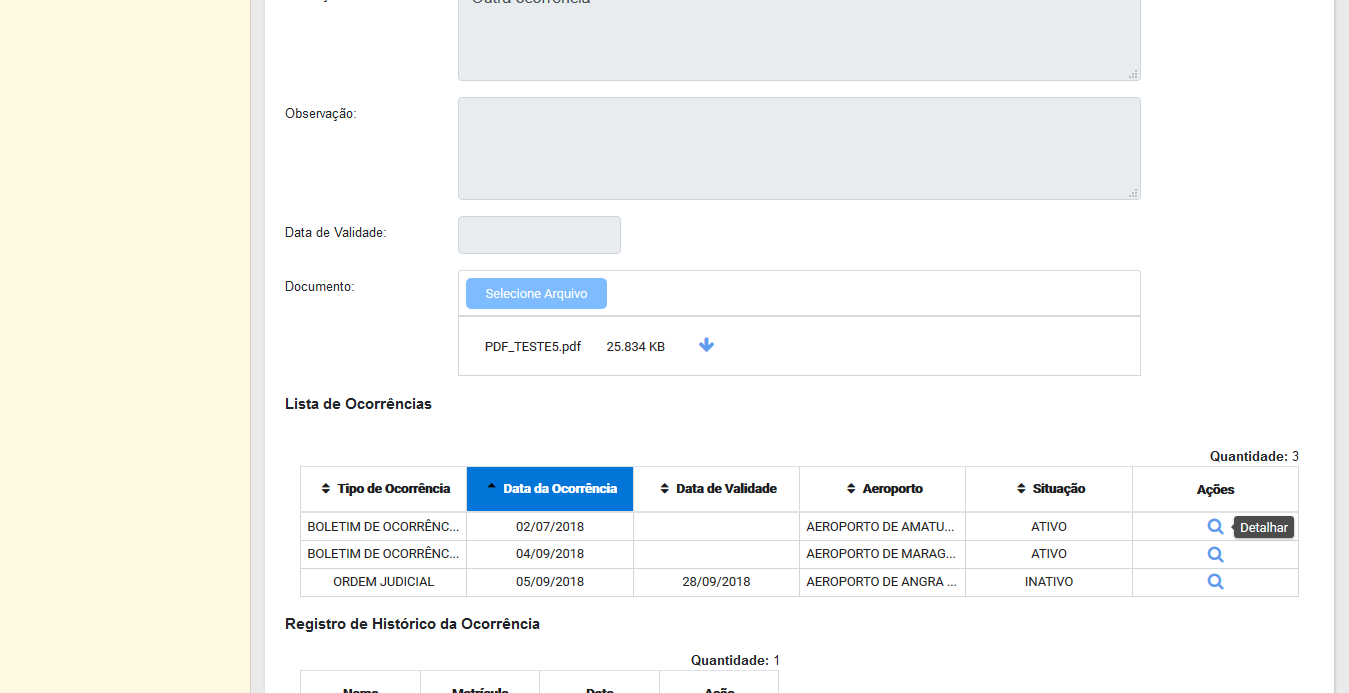 Outra ocorrência
Observação:
Data de Validade:
Documento:
Selecione Arquivo
PDF_TESTE5.pdf 25.834 KB
Lista de Ocorrências
Quantidade: 3
Tipo de Ocorrência Data da Ocorrência Data de Validade Aeroporto Situação Ações
BOLETIM DE OCORRÊNC... 02/07/2018 AEROPORTO DE AMATU... ATIVO Detalhar
BOLETIM DE OCORRÊNC... 04/09/2018 AEROPORTO DE MARAG... ATIVO
ORDEM JUDICIAL 05/09/2018 28/09/2018 AEROPORTO DE ANGRA ... INATIVO
Registro de Histórico da Ocorrência
Quantidade: 1
Nome Matrícula Data Ação